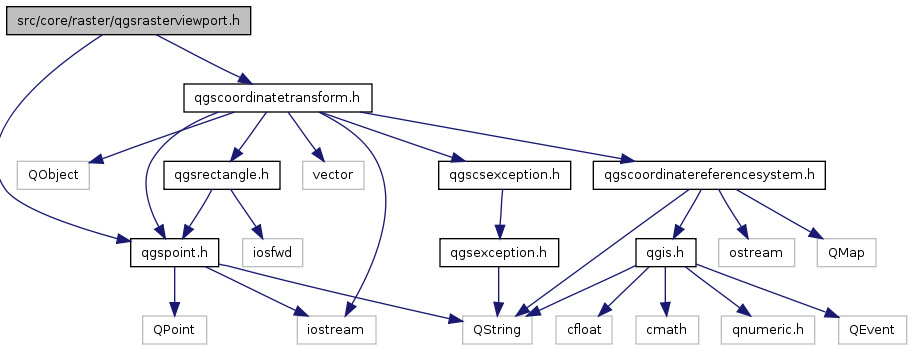 src/core/raster/qgsrasterviewport.h
qgscoordinatetransform.h
QObject
qgsrectangle.h
vector
qgscsexception.h
qgscoordinatereferencesystem.h
qgspoint.h
iosfwd
qgsexception.h
qgis.h
ostream
QMap
QPoint
iostream
QString
cfloat
cmath
qnumeric.h
QEvent